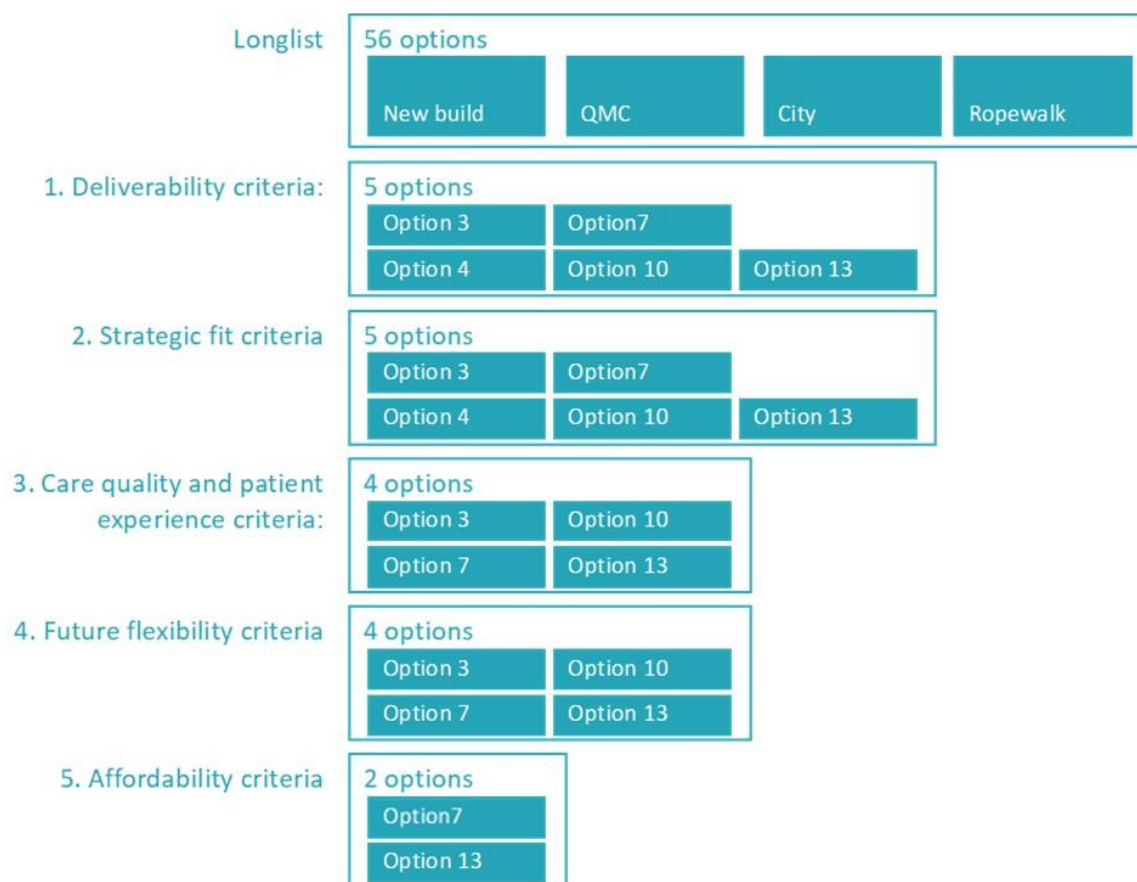 Longlist
56 options
New build
QMC
City
Ropewalk
1. Deliverability criteria:
5 options
Option 3
Option7
Option 4
Option 10
Option 13
2. Strategic fit criteria
5 options
Option 3
Option7
Option 4
Option 10
Option 13
3. Care quality and patient
experience criteria:
4 options
Option 3
Option 10
Option 7
Option 13
4. Future flexibility criteria
4 options
Option 3
Option 10
Option 7
Option 13
5. Affordability criteria
2 options
Option7
Option 13